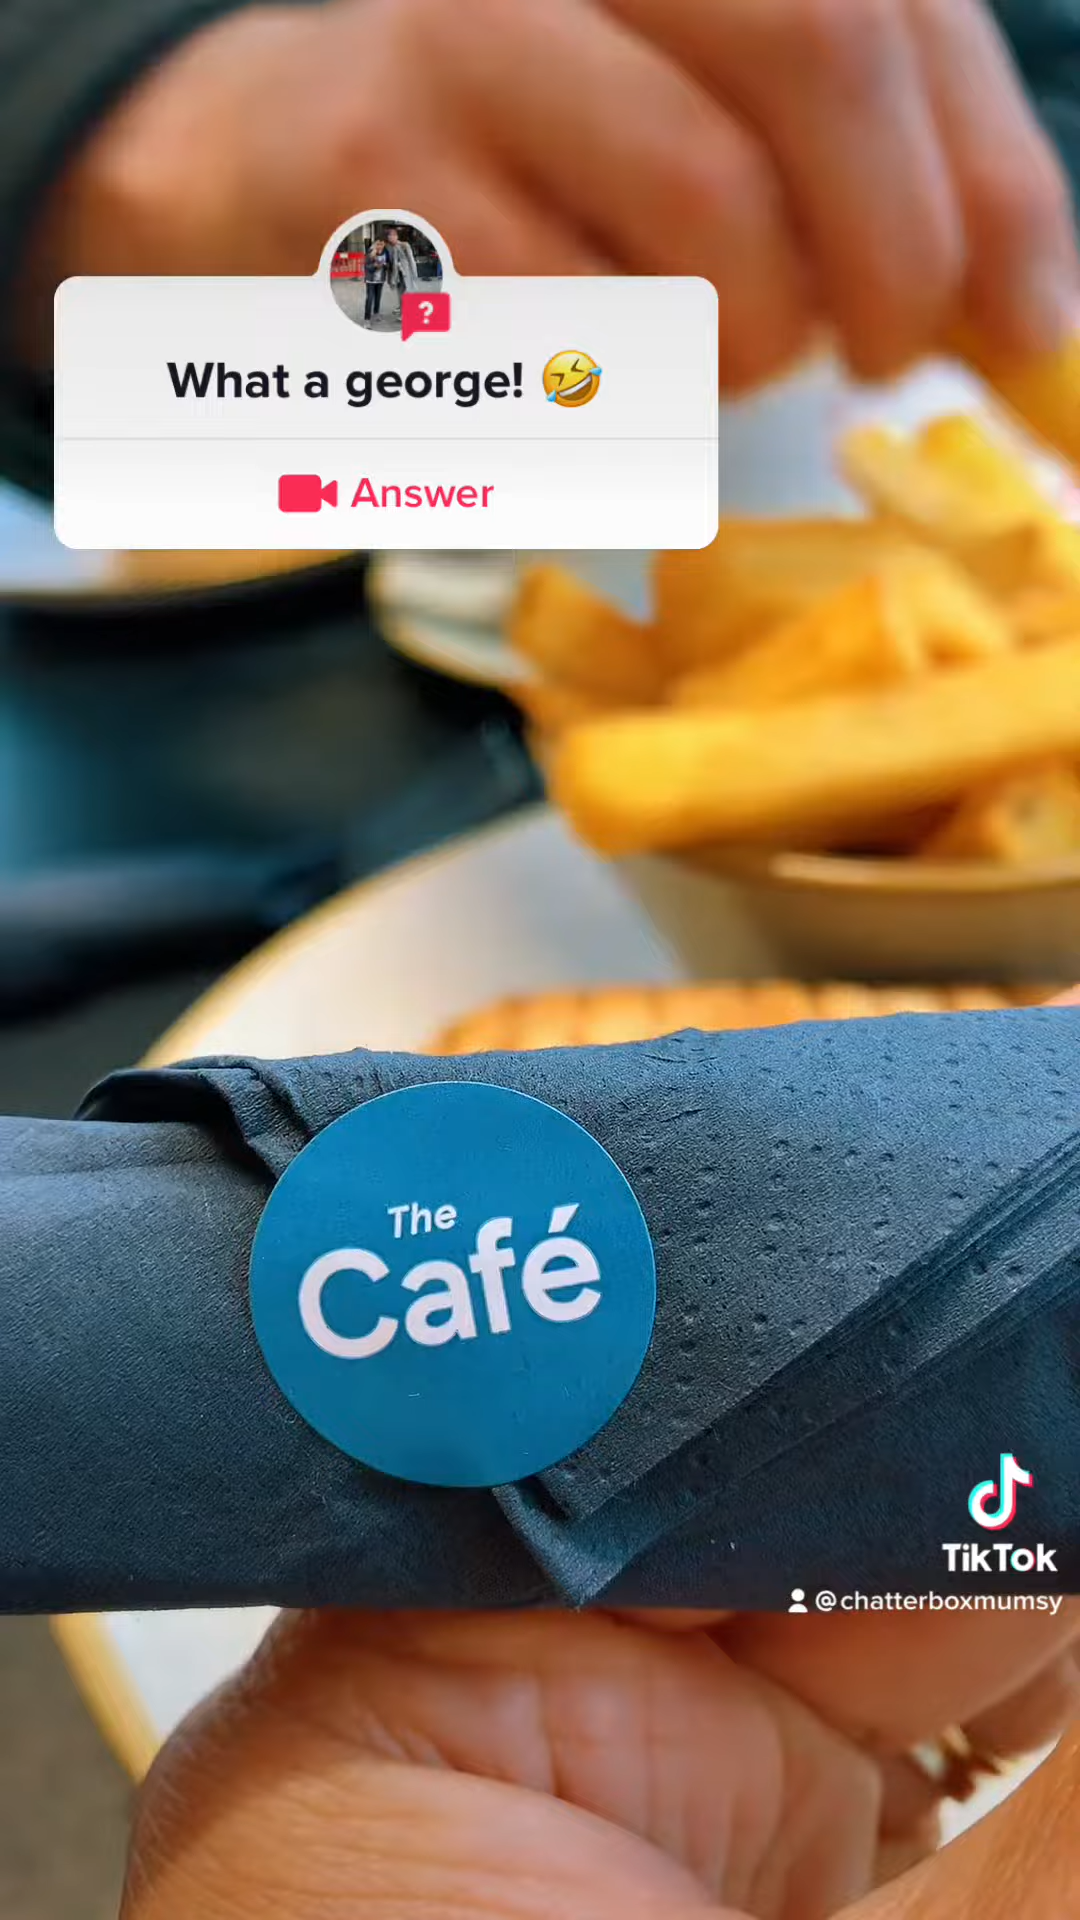 What a george! 🤣
Answer
The
Café
TikTok
@chatterboxmumsy